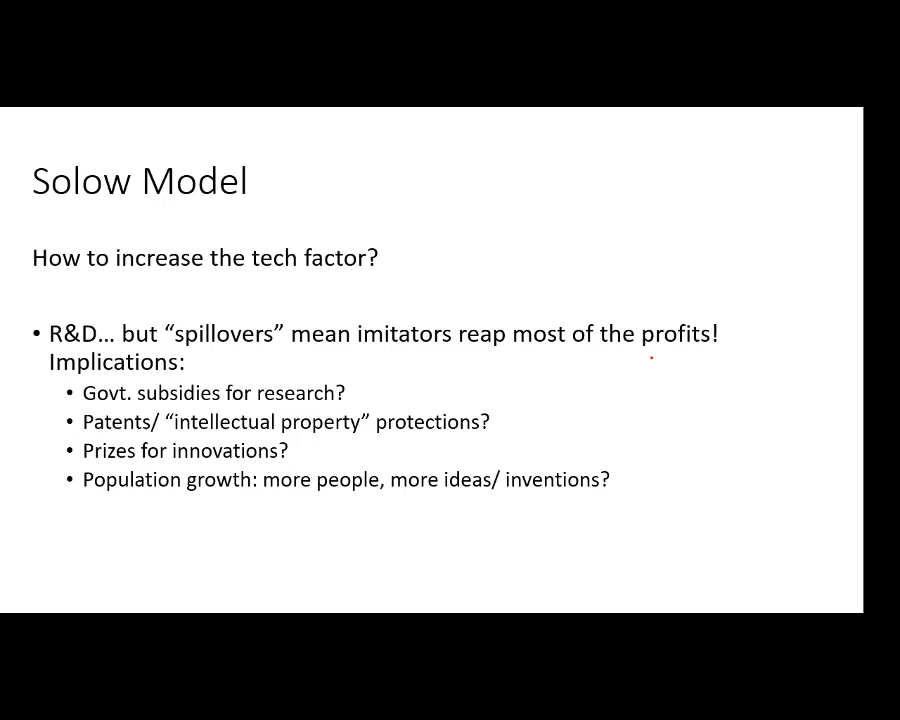 Solow Model
How to increase the tech factor?
• R&D… but “spillovers” mean imitators reap most of the profits!
Implications:
• Govt. subsidies for research?
• Patents/ “intellectual property” protections?
• Prizes for innovations?
• Population growth: more people, more ideas/ inventions?